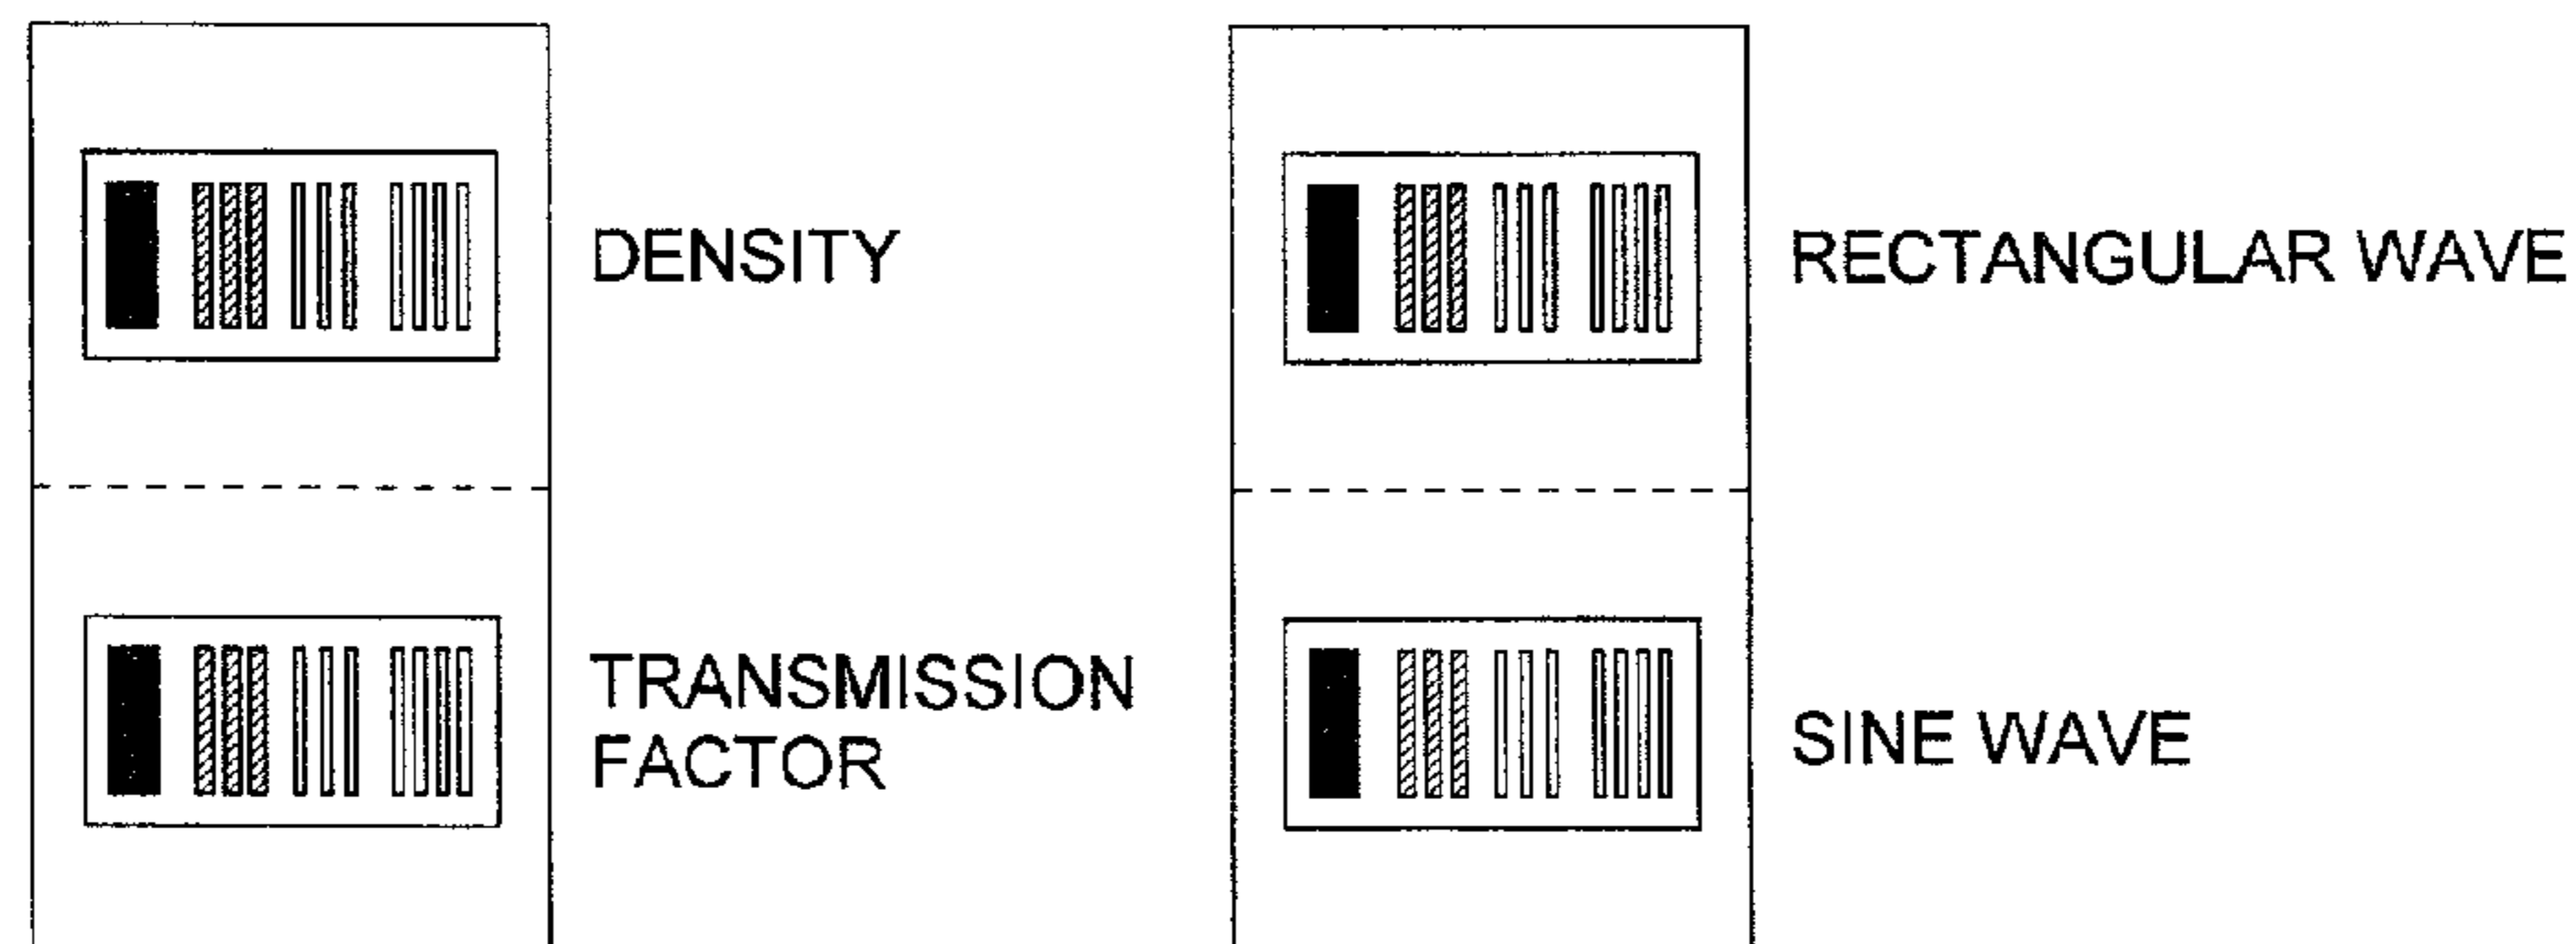 DENSITY
RECTANGULAR WAVE
TRANSMISSION
FACTOR
SINE WAVE